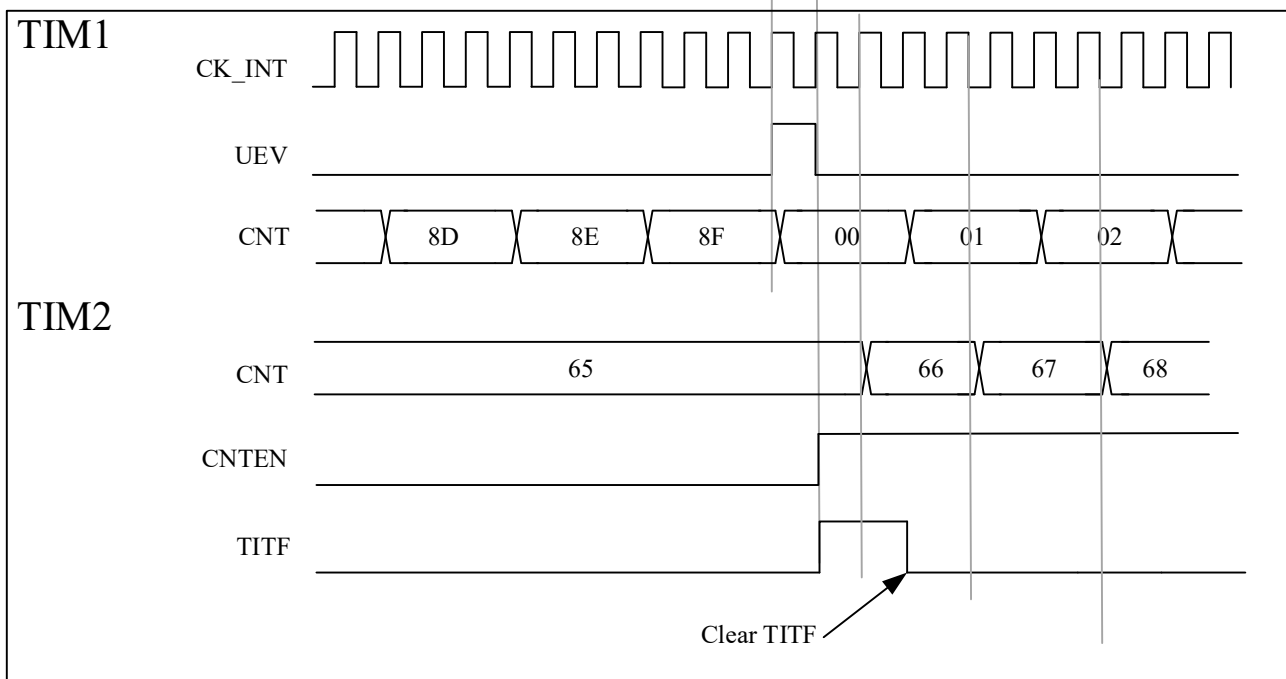 TIM1
CK_INT
UEV
CNT 8D 8E 8F 00 01 02
TIM2
CNT 65 66 67 68
CNTEN
TITF
Clear TITF